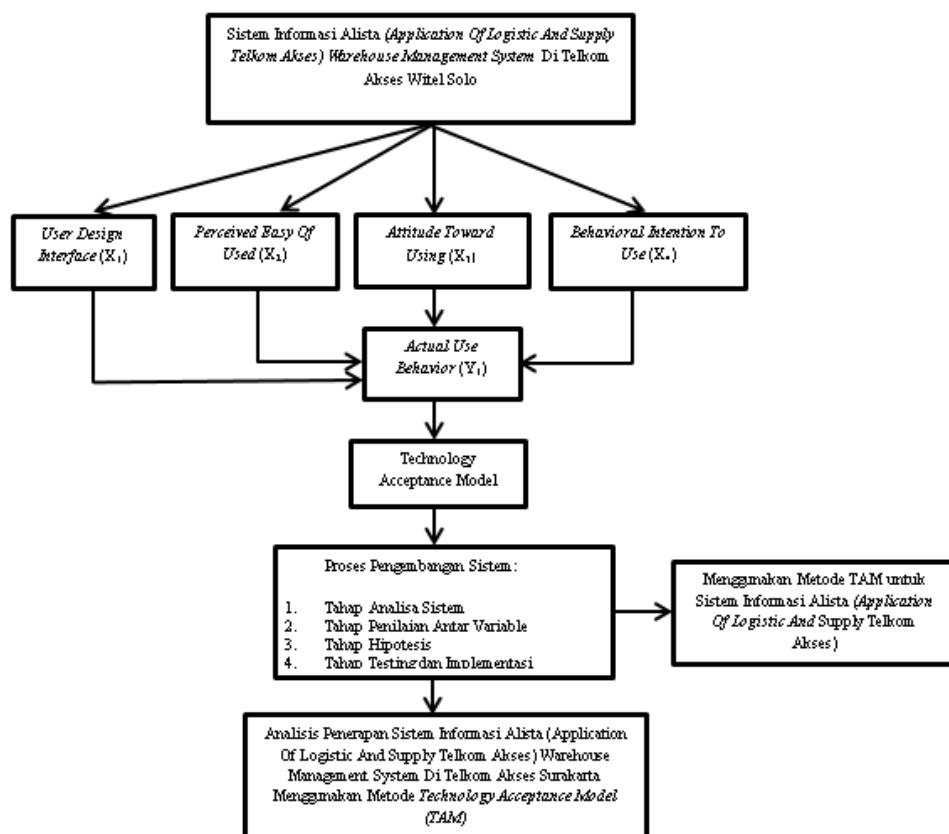 Sistem Informasi Alista (Application Of Logistic And Supply
Telkom Akses) Warehouse Management System Di Telkom
Akses Witel Solo
User Design
Interface (X₁)
Perceived Easy Of
Used (X₂)
Attitude Toward
Using (X₃)
Behavioral Intention To
Use (X₄)
Actual Use
Behavior (Y₁)
Technology
Acceptance Model
Proses Pengembangan Sistem :
1. Tahap Analisa Sistem
2. Tahap Penilaian Antar Variable
3. Tahap Hipotesis
4. Tahap Testing dan Implementasi
Menggunakan Metode TAM untuk
Sistem Informasi Alista (Application
Of Logistic And Supply Telkom
Akses)
Analisis Penerapan Sistem Informasi Alista (Application
Of Logistic And Supply Telkom Akses) Warehouse
Management System Di Telkom Akses Surakarta
Menggunakan Metode Technology Acceptance Model
(TAM)